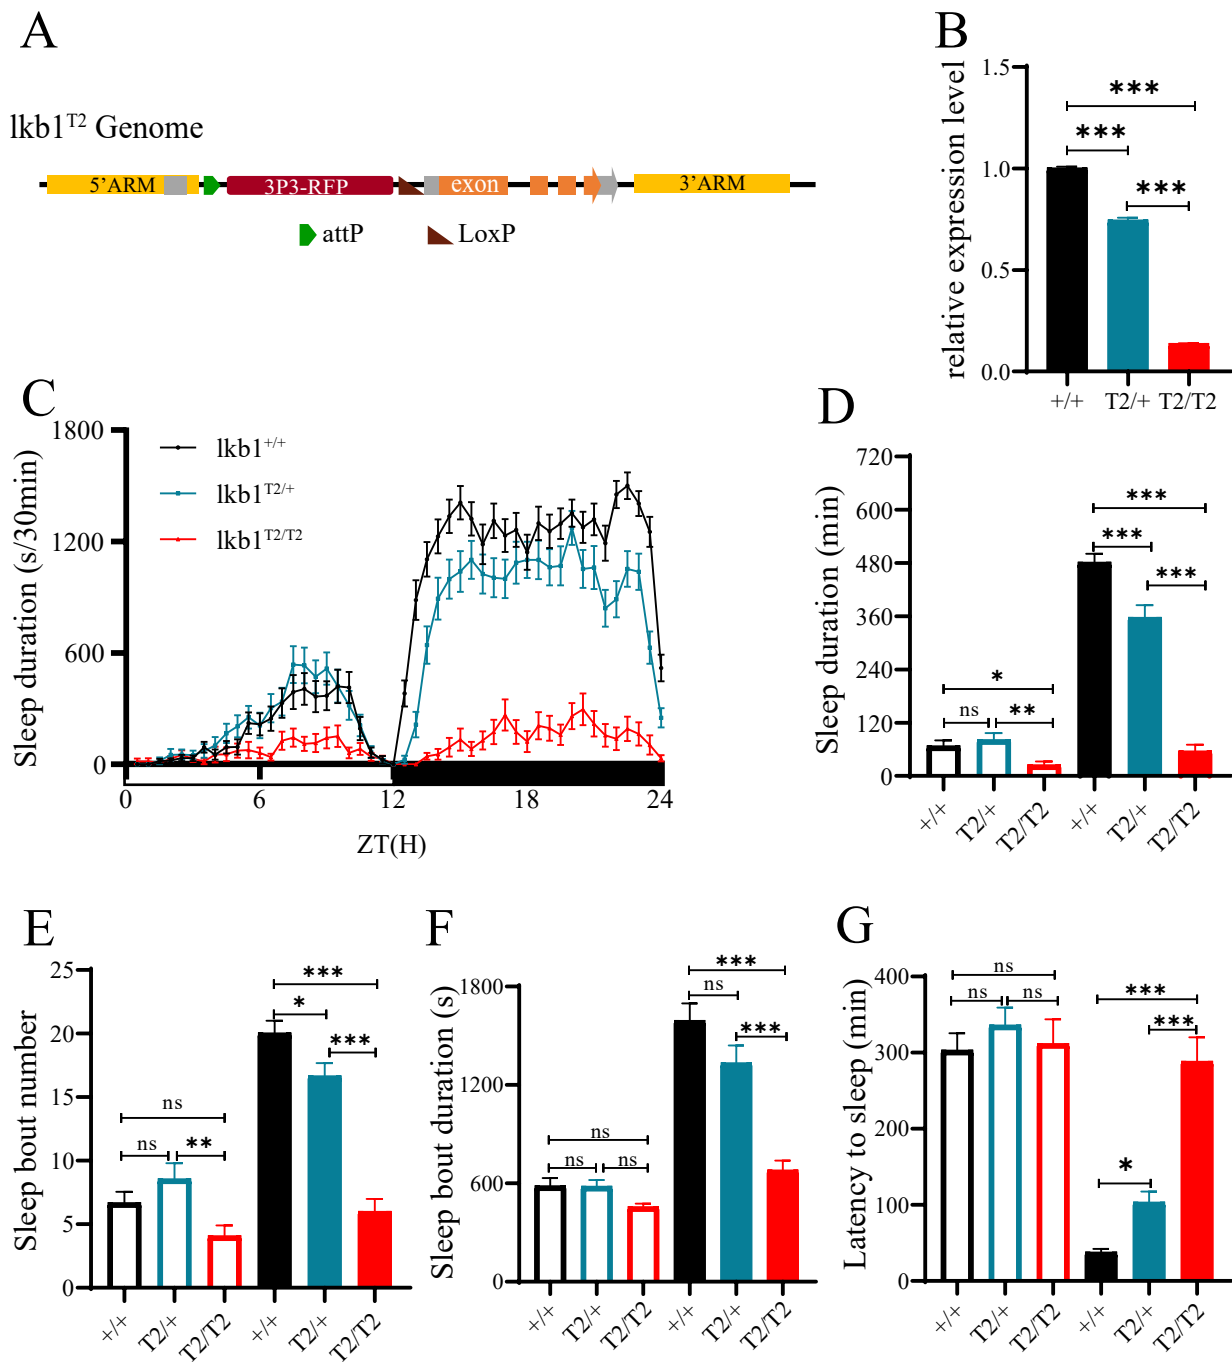 A
lkb1T2 Genome
5'ARM
3P3-RFP
exon
3'ARM
attP
LoxP
B
relative expression level
1.5
1.0
0.5
0.0
***
***
***
+/+ T2/+ T2/T2
C
Sleep duration (s/30min)
1800
1200
600
0
lkb1+/+
lkb1T2/+
lkb1T2/T2
0 6 12 18 24
ZT(H)
D
Sleep duration (min)
720
600
480
360
240
120
0
***
***
***
*
ns **
+/+ T2/+ T2/T2 +/+ T2/+ T2/T2
E
Sleep bout number
25
20
15
10
5
0
***
*
***
ns
ns **
+/+ T2/+ T2/T2 +/+ T2/+ T2/T2
F
Sleep bout duration (s)
1800
1200
600
0
***
ns
***
ns
ns ns
+/+ T2/+ T2/T2 +/+ T2/+ T2/T2
G
Latency to sleep (min)
400
300
200
100
0
ns
ns ns
***
***
*
+/+ T2/+ T2/T2 +/+ T2/+ T2/T2